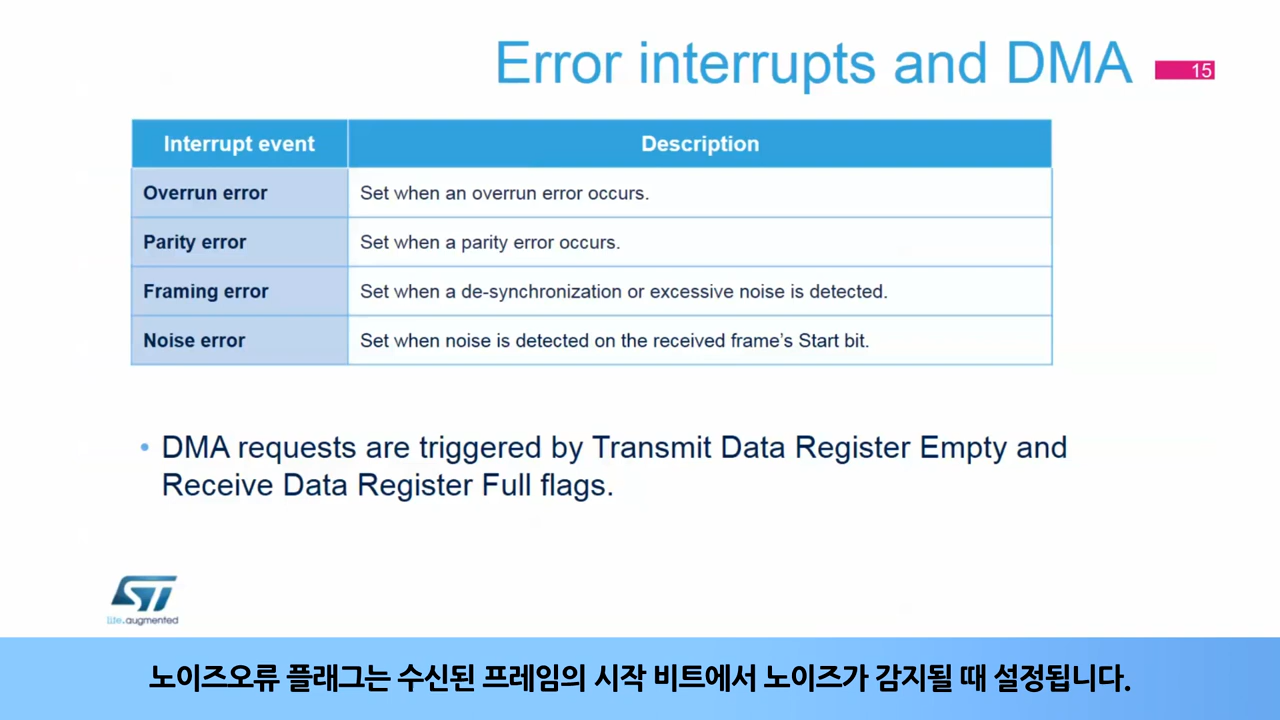 Error interrupts and DMA
15
Interrupt event
Description
Overrun error
Set when an overrun error occurs.
Parity error
Set when a parity error occurs.
Framing error
Set when a de-synchronization or excessive noise is detected.
Noise error
Set when noise is detected on the received frame's Start bit.
• DMA requests are triggered by Transmit Data Register Empty and
Receive Data Register Full flags.
ST
life.augmented
노이즈오류 플래그는 수신된 프레임의 시작 비트에서 노이즈가 감지될 때 설정됩니다.